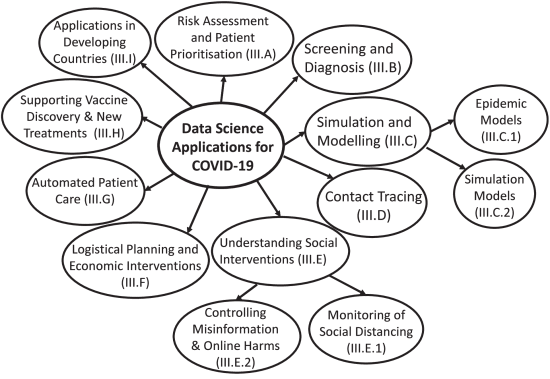 Applications in
Developing
Countries (III.I)
Risk Assessment
and Patient
Prioritisation (III.A)
Screening and
Diagnosis (III.B)
Supporting Vaccine
Discovery & New
Treatments (III.H)
Data Science
Applications for
COVID-19
Simulation and
Modelling (III.C)
Epidemic
Models
(III.C.1)
Simulation
Models
(III.C.2)
Automated Patient
Care (III.G)
Contact Tracing
(III.D)
Logistical Planning and
Economic Interventions
(III.F)
Understanding Social
Interventions (III.E)
Controlling
Misinformation
& Online Harms
(III.E.2)
Monitoring of
Social Distancing
(III.E.1)